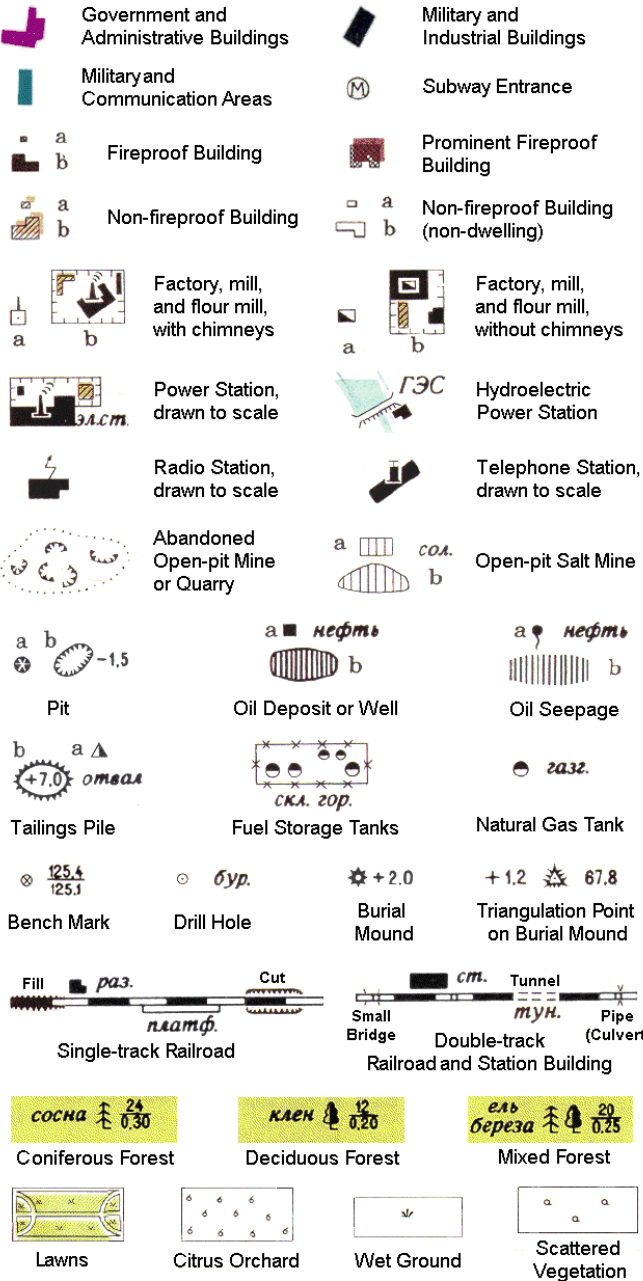 Government and
Administrative Buildings
Military and
Industrial Buildings
Military and
Communication Areas
M
Subway Entrance
a
b
Fireproof Building
Prominent Fireproof
Building
a
b
Non-fireproof Building
a
b
Non-fireproof Building
(non-dwelling)
a b
Factory, mill,
and flour mill,
with chimneys
a b
Factory, mill,
and flour mill,
without chimneys
эл.ст.
Power Station,
drawn to scale
ГЭС
Hydroelectric
Power Station
Radio Station,
drawn to scale
Telephone Station,
drawn to scale
Abandoned
Open-pit Mine
or Quarry
a сол.
b
Open-pit Salt Mine
a b −1,5
Pit
a нефть
b
Oil Deposit or Well
a нефть
b
Oil Seepage
b a
+7,0 отвал
Tailings Pile
скл. гор.
Fuel Storage Tanks
газг.
Natural Gas Tank
125,4
125,1
Bench Mark
бур.
Drill Hole
+2.0
Burial
Mound
+1,2 67,8
Triangulation Point
on Burial Mound
Fill раз. Cut
платф.
Single-track Railroad
ст. Tunnel
тун.
Small
Bridge
Pipe
(Culvert
Double-track
Railroad and Station Building
сосна 24
0,30
Coniferous Forest
клен 12
0,20
Deciduous Forest
ель
береза 20
0,25
Mixed Forest
Lawns
Citrus Orchard
Wet Ground
Scattered
Vegetation